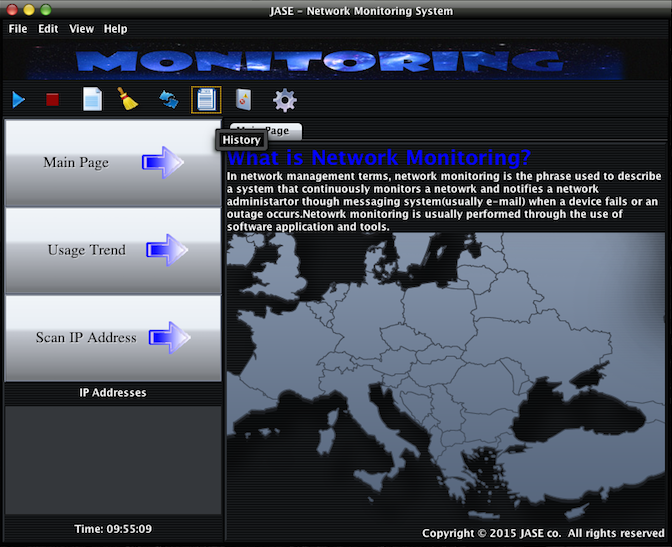 JASE - Network Monitoring System
File Edit View Help
MONITORING
History
Main Page
Main Page
Usage Trend
Scan IP Address
IP Addresses
Time: 09:55:09
What is Network Monitoring?
In network management terms, network monitoring is the phrase used to describe
a system that continuously monitors a netowrk and notifies a network
administartor though messaging system(usually e-mail) when a device fails or an
outage occurs.Netowrk monitoring is usually performed through the use of
software application and tools.
Copyright © 2015 JASE co. All rights reserved